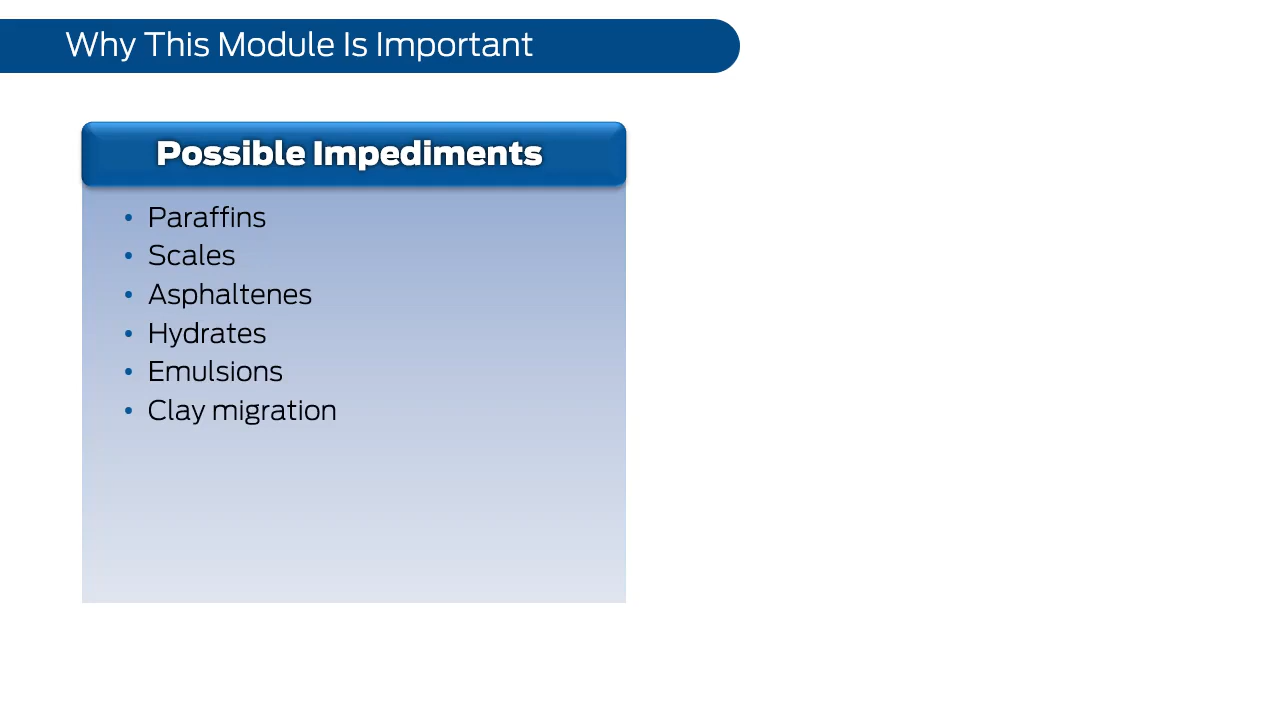 Why This Module Is Important
Possible Impediments
• Paraffins
• Scales
• Asphaltenes
• Hydrates
• Emulsions
• Clay migration